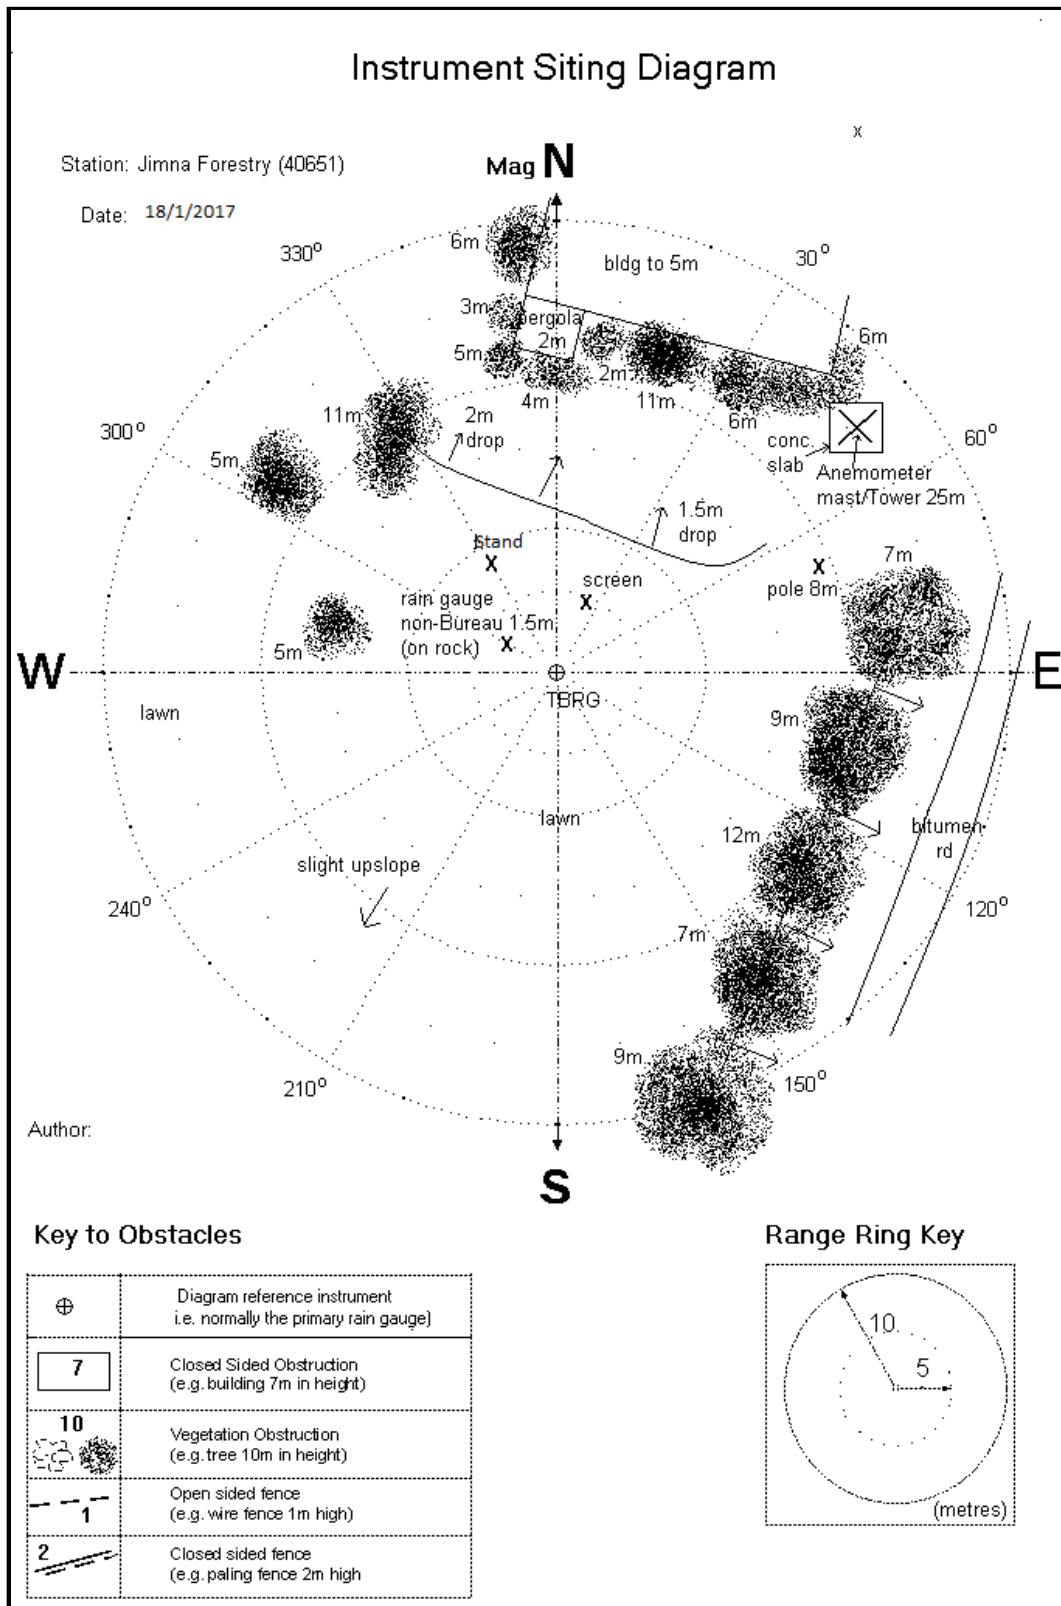 Instrument Siting Diagram
x
Station: Jimna Forestry (40651)
Mag N
Date: 18/1/2017
330°
6m
bldg to 5m
30°
3m
pergola
2m
6m
5m
2m
4m
11m
6m
11m
2m
drop
300°
conc.
slab
60°
5m
Anemometer
mast/Tower 25m
1.5m
drop
stand
X
7m
X
screen
pole 8m
X
rain gauge
non-Bureau 1.5m
(on rock)
X
5m
W
E
TBRG
lawn
9m
lawn
12m
bitumen
rd
slight upslope
240°
120°
7m
9m
210°
150°
Author:
S
Key to Obstacles
Diagram reference instrument
i.e. normally the primary rain gauge)
7
Closed Sided Obstruction
(e.g. building 7m in height)
10
Vegetation Obstruction
(e.g. tree 10m in height)
1
Open sided fence
(e.g. wire fence 1m high)
2
Closed sided fence
(e.g. paling fence 2m high
Range Ring Key
10
5
(metres)